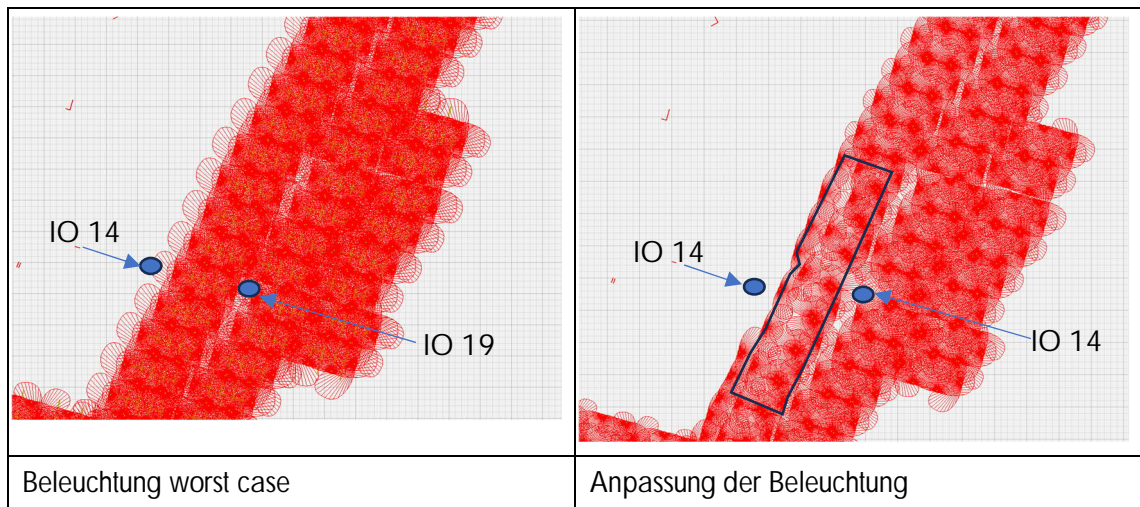 IO 14
IO 19
Beleuchtung worst case
IO 14
IO 14
Anpassung der Beleuchtung